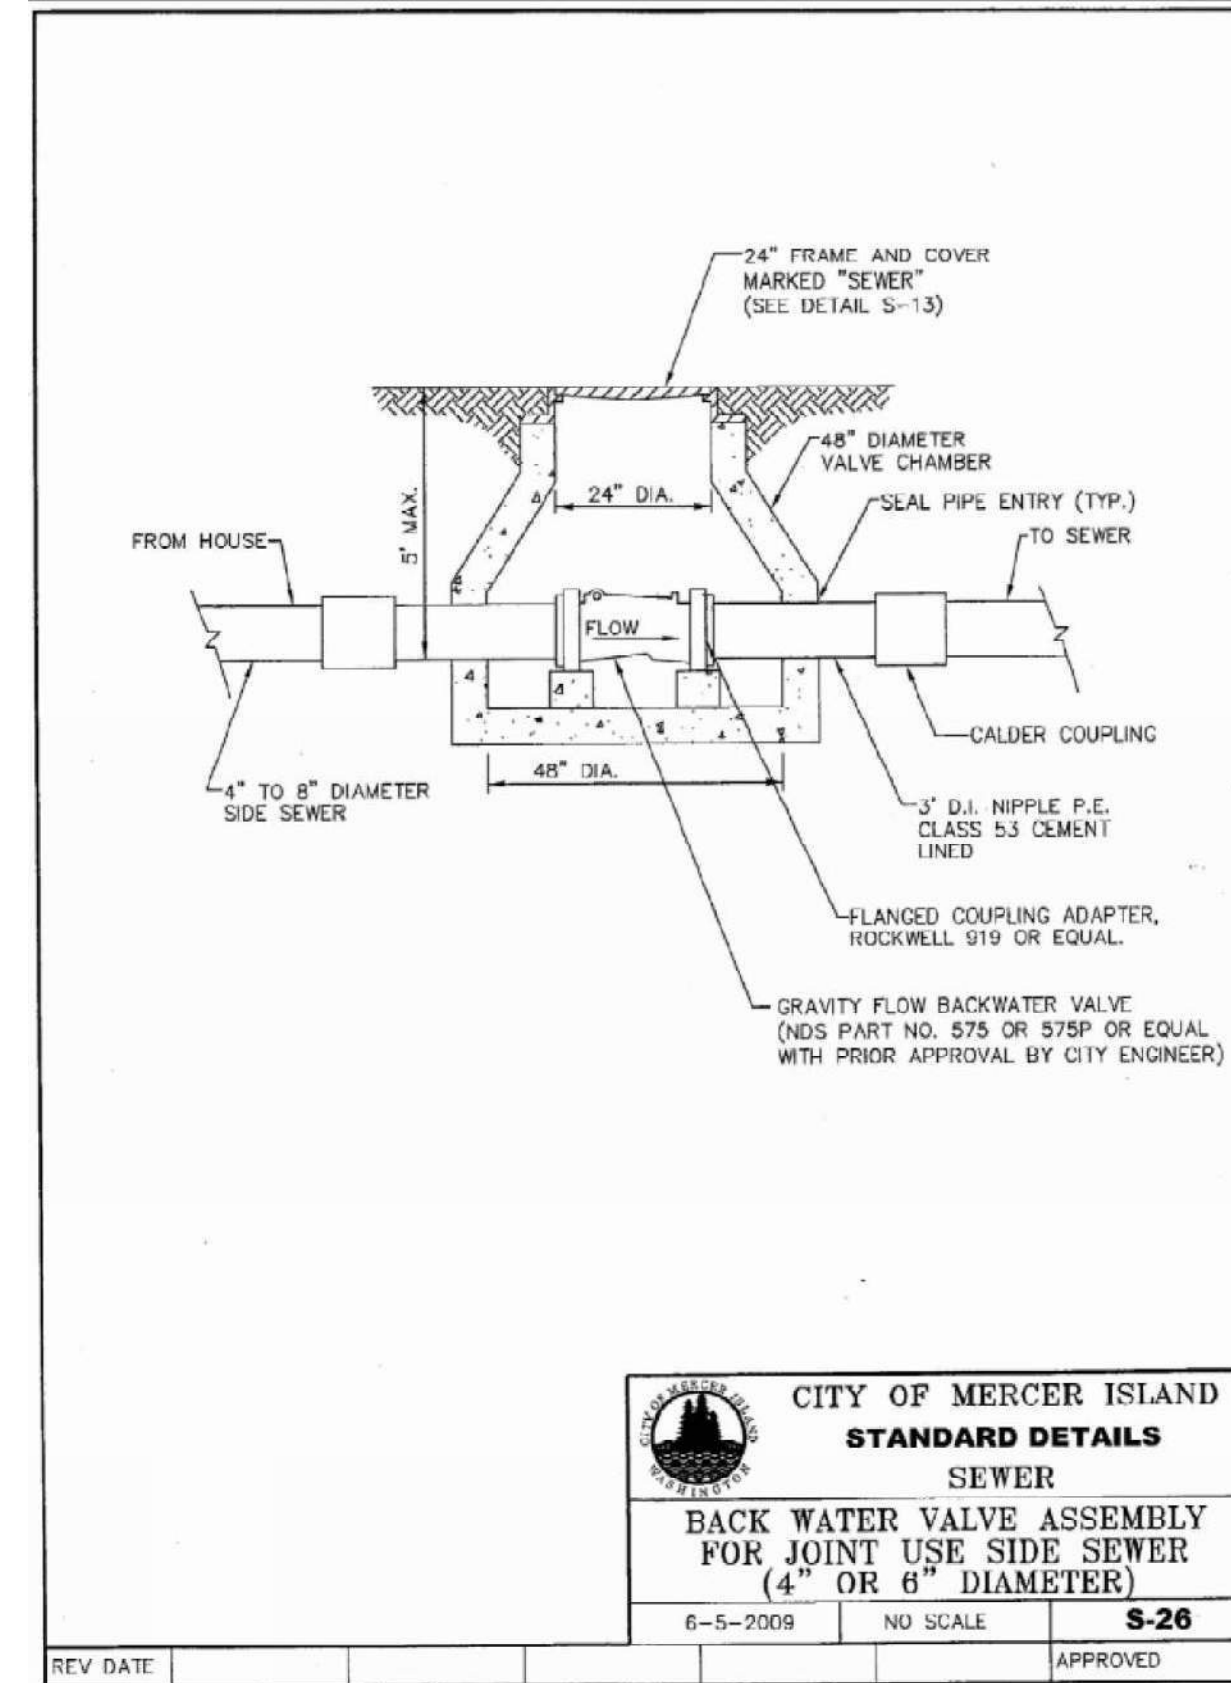 24" FRAME AND COVER
MARKED "SEWER"
(SEE DETAIL S-13)
48" DIAMETER
VALVE CHAMBER
24" DIA.
SEAL PIPE ENTRY (TYP.)
5' MAX.
FROM HOUSE
TO SEWER
FLOW
CALDER COUPLING
48" DIA.
4" TO 8" DIAMETER
SIDE SEWER
3' D.I. NIPPLE P.E.
CLASS 53 CEMENT
LINED
FLANGED COUPLING ADAPTER,
ROCKWELL 919 OR EQUAL.
GRAVITY FLOW BACKWATER VALVE
(NDS PART NO. 575 OR 575P OR EQUAL
WITH PRIOR APPROVAL BY CITY ENGINEER)
CITY OF MERCER ISLAND
WASHINGTON
CITY OF MERCER ISLAND
STANDARD DETAILS
SEWER
BACK WATER VALVE ASSEMBLY
FOR JOINT USE SIDE SEWER
(4" OR 6" DIAMETER)
6-5-2009 NO SCALE S-26
REV DATE APPROVED